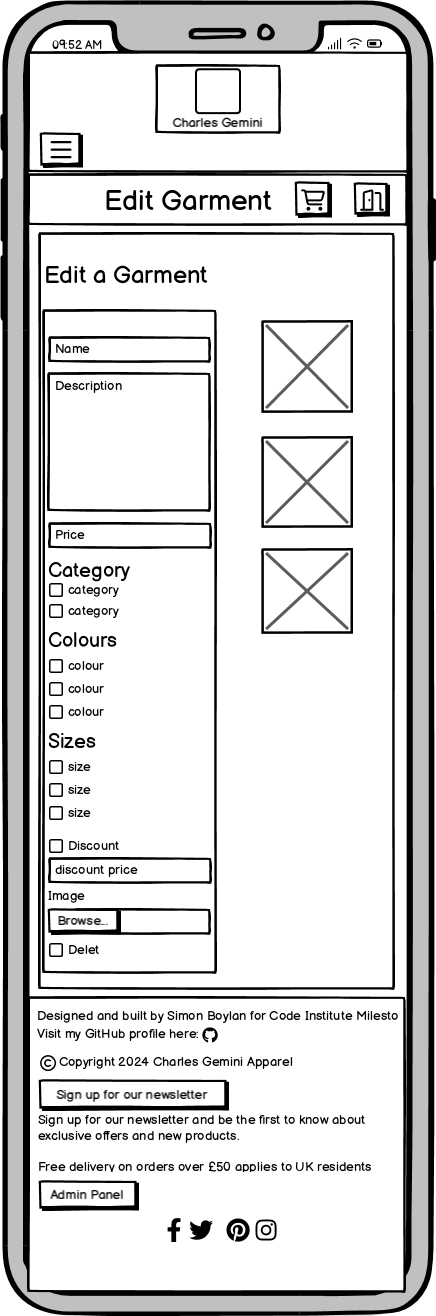 09:52 AM
Charles Gemini
Edit Garment
Edit a Garment
Name
Description
Price
Category
category
category
Colours
colour
colour
colour
Sizes
size
size
size
Discount
discount price
Image
Browse...
Delet
Designed and built by Simon Boylan for Code Institute Milesto
Visit my GitHub profile here:
© Copyright 2024 Charles Gemini Apparel
Sign up for our newsletter
Sign up for our newsletter and be the first to know about
exclusive offers and new products.
Free delivery on orders over £50 applies to UK residents
Admin Panel